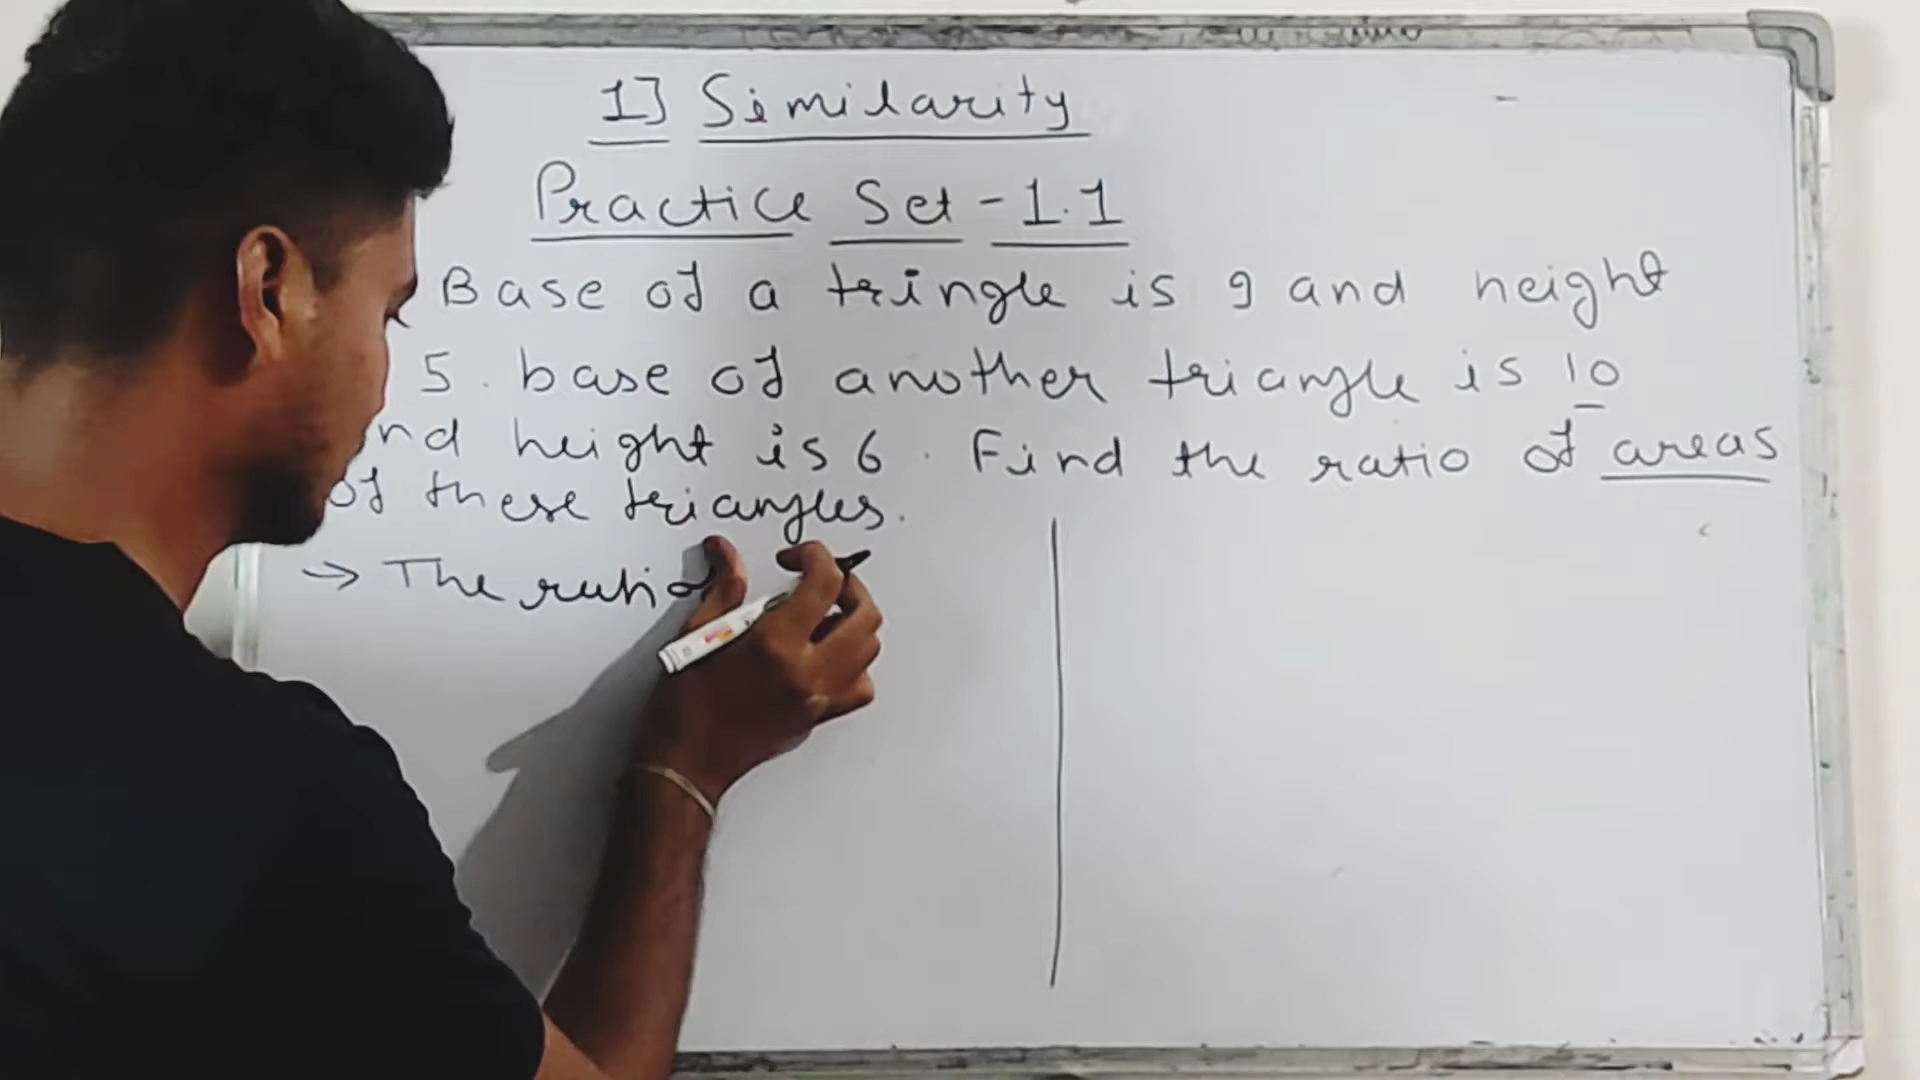 1] Similarity
Practice Set - 1.1
Base of a tringle is 9 and height
5. base of another triangle is 10
nd height is 6. Find the ratio of areas
of these triangles.
→ The ratio